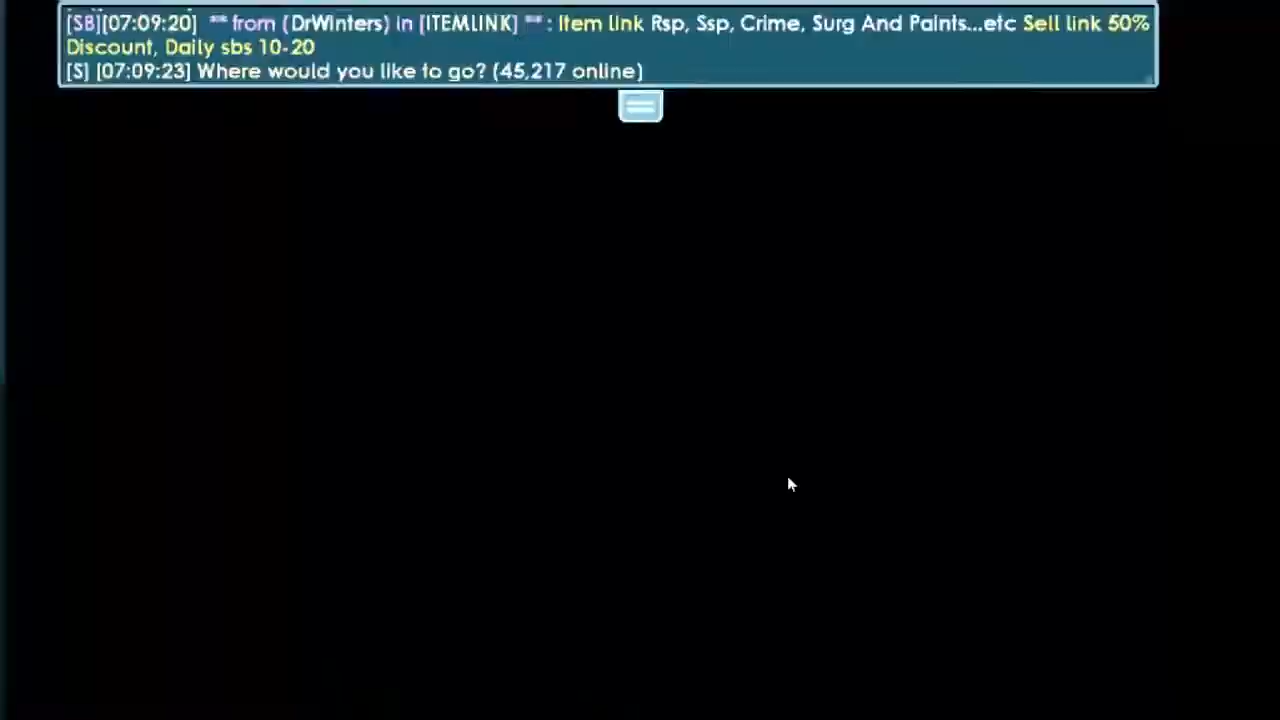 [SB][07:09:20] ** from (DrWinters) in [ITEMLINK] ** : Item link Rsp, Ssp, Crime, Surg And Paints...etc Sell link 50%
Discount, Daily sbs 10-20
[S] [07:09:23] Where would you like to go? (45,217 online)